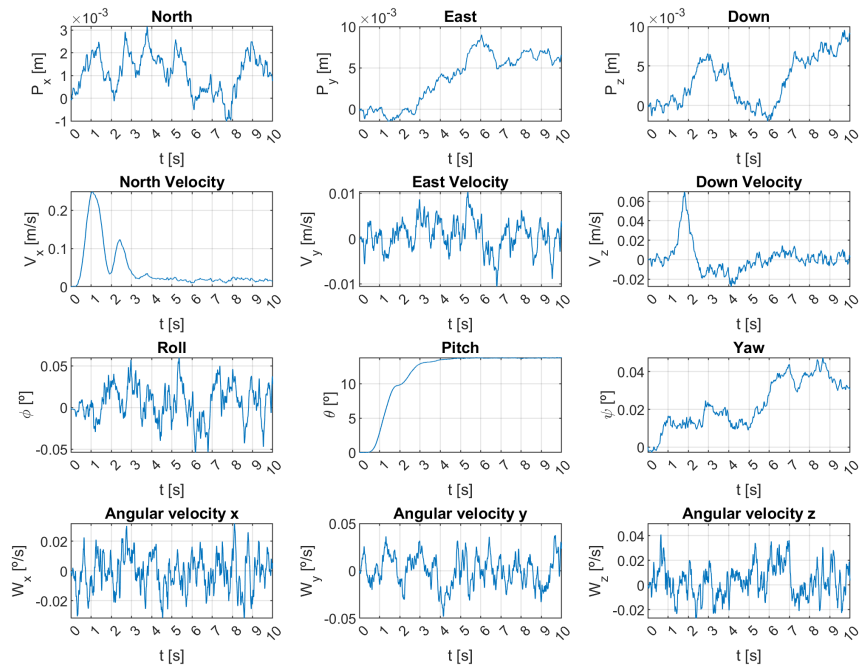 North
×10⁻³
3
2
1
0
-1
P_x [m]
0 1 2 3 4 5 6 7 8 9 10
t [s]
East
×10⁻³
10
5
0
P_y [m]
0 1 2 3 4 5 6 7 8 9 10
t [s]
Down
×10⁻³
10
5
0
P_z [m]
0 1 2 3 4 5 6 7 8 9 10
t [s]
North Velocity
0.2
0.1
0
V_x [m/s]
0 1 2 3 4 5 6 7 8 9 10
t [s]
East Velocity
0.01
0
-0.01
V_y [m/s]
0 1 2 3 4 5 6 7 8 9 10
t [s]
Down Velocity
0.06
0.04
0.02
0
-0.02
V_z [m/s]
0 1 2 3 4 5 6 7 8 9 10
t [s]
Roll
0.05
0
-0.05
ϕ [º]
0 1 2 3 4 5 6 7 8 9 10
t [s]
Pitch
10
5
0
θ [º]
0 1 2 3 4 5 6 7 8 9 10
t [s]
Yaw
0.04
0.02
0
ψ [º]
0 1 2 3 4 5 6 7 8 9 10
t [s]
Angular velocity x
0.02
0
-0.02
W_x [º/s]
0 1 2 3 4 5 6 7 8 9 10
t [s]
Angular velocity y
0.05
0
-0.05
W_y [º/s]
0 1 2 3 4 5 6 7 8 9 10
t [s]
Angular velocity z
0.04
0.02
0
-0.02
W_z [º/s]
0 1 2 3 4 5 6 7 8 9 10
t [s]